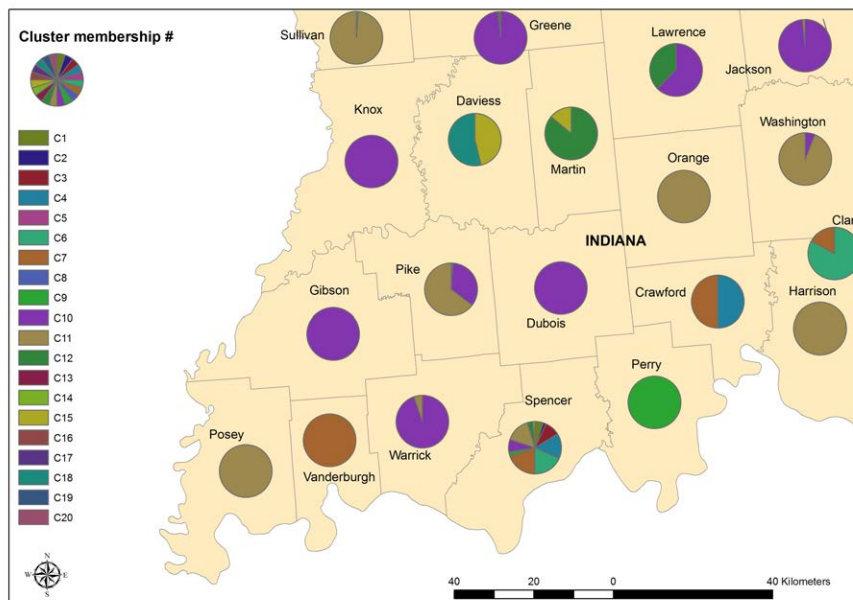 Cluster membership #
C1
C2
C3
C4
C5
C6
C7
C8
C9
C10
C11
C12
C13
C14
C15
C16
C17
C18
C19
C20
Sullivan
Greene
Lawrence
Jackson
Knox
Daviess
Martin
Washington
Orange
INDIANA
Clar
Pike
Gibson
Dubois
Crawford
Harrison
Perry
Spencer
Posey
Warrick
Vanderburgh
N
W E
S
40 20 0 40 Kilometers